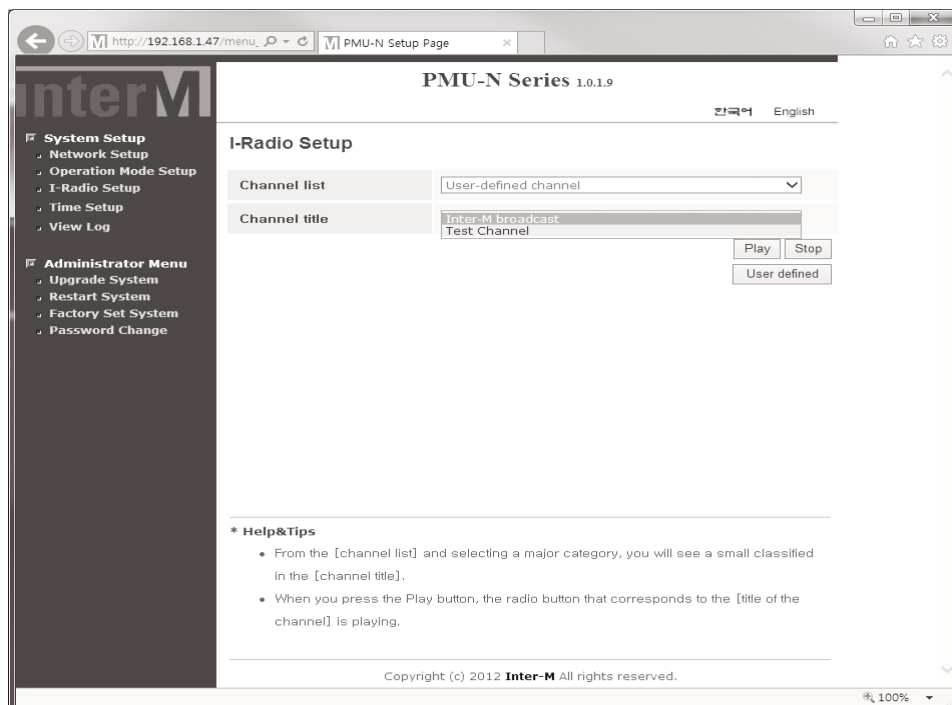 http://192.168.1.47/menu_
PMU-N Setup Page
inter M
PMU-N Series 1.0.1.9
한국어 English
System Setup
Network Setup
Operation Mode Setup
I-Radio Setup
Time Setup
View Log
Administrator Menu
Upgrade System
Restart System
Factory Set System
Password Change
I-Radio Setup
Channel list
User-defined channel
Channel title
Inter-M broadcast
Test Channel
Play Stop
User defined
* Help&Tips
From the [channel list] and selecting a major category, you will see a small classified
in the [channel title].
When you press the Play button, the radio button that corresponds to the [title of the
channel] is playing.
Copyright (c) 2012 Inter-M All rights reserved.
100%